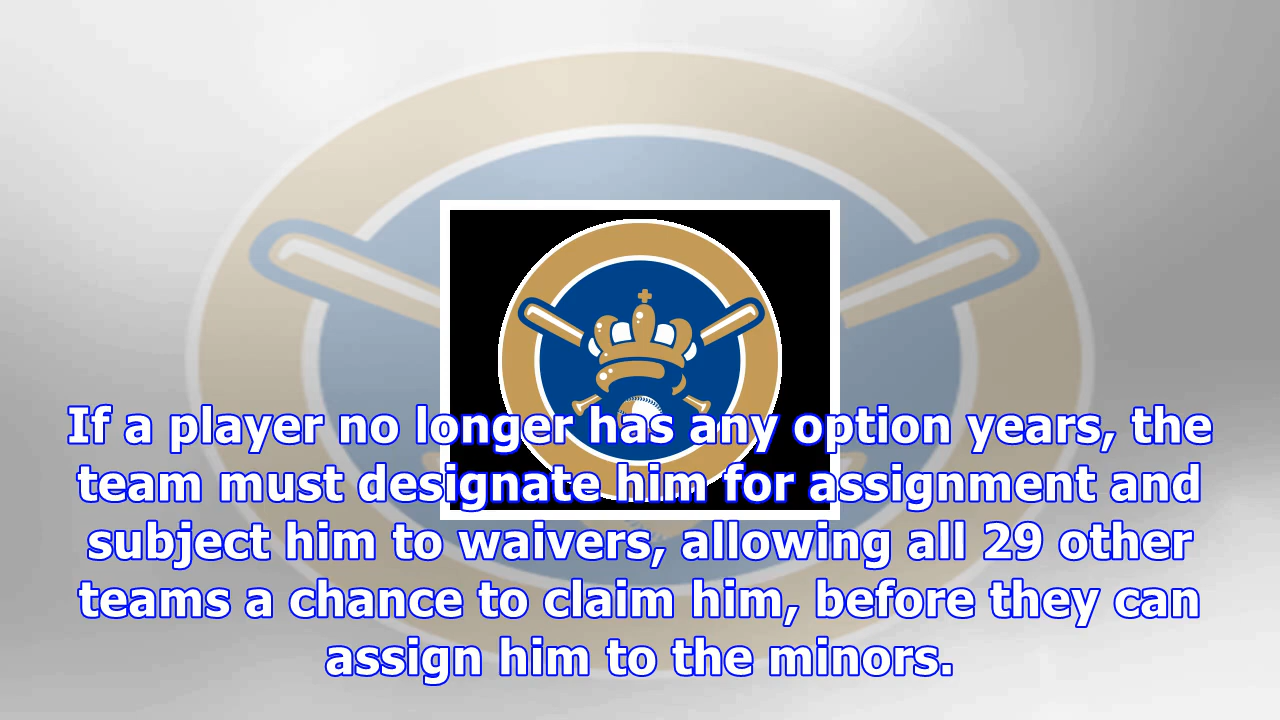 If a player no longer has any option years, the
team must designate him for assignment and
subject him to waivers, allowing all 29 other
teams a chance to claim him, before they can
assign him to the minors.